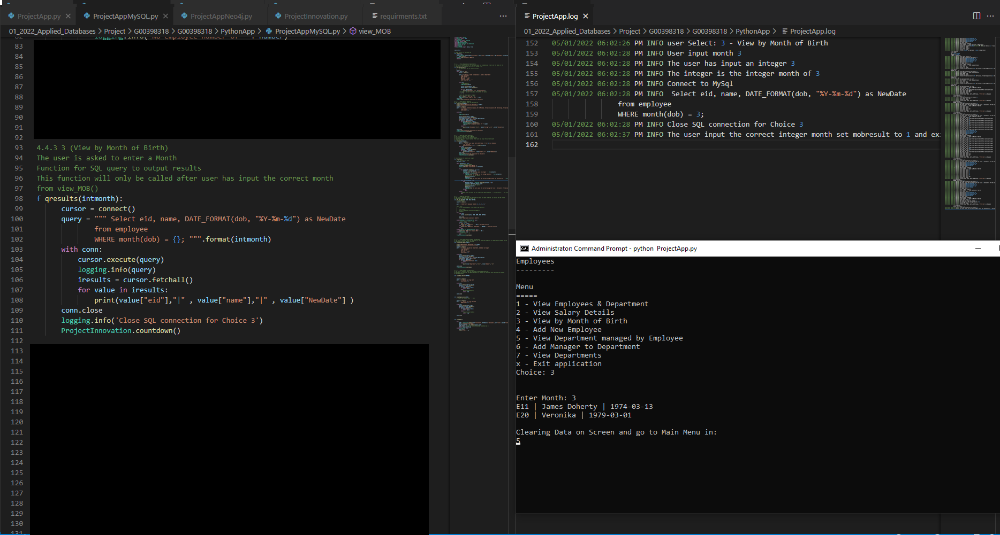 ProjectApp.py
ProjectAppMySQL.py
ProjectAppNeo4j.py
ProjectInnovation.py
requirments.txt
01_2022_Applied_Databases > Project > G00398318 > G00398318 > PythonApp > ProjectAppMySQL.py > view_MOB
83
84
85
86
87
88
89
90
91
92
93 4.4.3 3 (View by Month of Birth)
94 The user is asked to enter a Month
95 Function for SQL query to output results
96 This function will only be called after user has input the correct month
97 from view_MOB()
98 f qresults(intmonth):
99 cursor = connect()
100 query = """ Select eid, name, DATE_FORMAT(dob, "%Y-%m-%d") as NewDate
101 from employee
102 WHERE month(dob) = {}; """.format(intmonth)
103 with conn:
104 cursor.execute(query)
105 logging.info(query)
106 iresults = cursor.fetchall()
107 for value in iresults:
108 print(value["eid"],"|" , value["name"],"|" , value["NewDate"] )
109 conn.close
110 logging.info('Close SQL connection for Choice 3')
111 ProjectInnovation.countdown()
112
113
114
115
116
117
118
119
120
121
122
123
124
125
126
127
128
129
130
131
ProjectApp.log
01_2022_Applied_Databases > Project > G00398318 > G00398318 > PythonApp > ProjectApp.log
152 05/01/2022 06:02:26 PM INFO user Select: 3 - View by Month of Birth
153 05/01/2022 06:02:28 PM INFO User input month 3
154 05/01/2022 06:02:28 PM INFO The user has input an integer 3
155 05/01/2022 06:02:28 PM INFO The integer is the integer month of 3
156 05/01/2022 06:02:28 PM INFO Connect to MySql
157 05/01/2022 06:02:28 PM INFO  Select eid, name, DATE_FORMAT(dob, "%Y-%m-%d") as NewDate
158 from employee
159 WHERE month(dob) = 3;
160 05/01/2022 06:02:28 PM INFO Close SQL connection for Choice 3
161 05/01/2022 06:02:37 PM INFO The user input the correct integer month set mobresult to 1 and exi
162
Administrator: Command Prompt - python  ProjectApp.py
Employees
---------
Menu
=====
1 - View Employees & Department
2 - View Salary Details
3 - View by Month of Birth
4 - Add New Employee
5 - View Department managed by Employee
6 - Add Manager to Department
7 - View Departments
x - Exit application
Choice: 3
Enter Month: 3
E11 | James Doherty | 1974-03-13
E20 | Veronika | 1979-03-01
Clearing Data on Screen and go to Main Menu in:
5